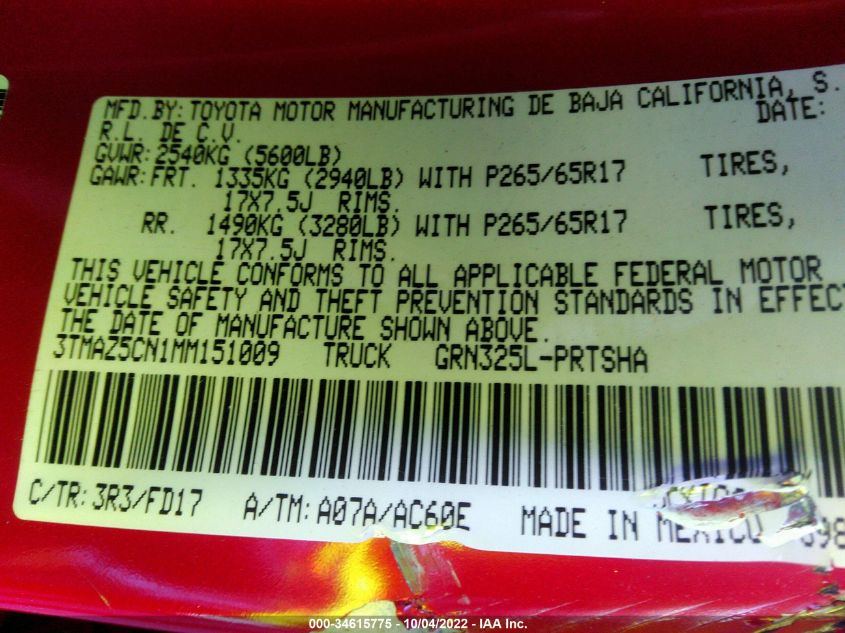 MFD.BY: TOYOTA MOTOR MANUFACTURING DE BAJA CALIFORNIA, S.
R.L. DE C.V. DATE:
GVWR: 2540KG (5600LB)
GAWR: FRT. 1335KG (2940LB) WITH P265/65R17 TIRES,
17X7.5J RIMS.
RR. 1490KG (3280LB) WITH P265/65R17 TIRES,
17X7.5J RIMS.
THIS VEHICLE CONFORMS TO ALL APPLICABLE FEDERAL MOTOR
VEHICLE SAFETY AND THEFT PREVENTION STANDARDS IN EFFECT
THE DATE OF MANUFACTURE SHOWN ABOVE.
3TMAZ5CN1MM151009 TRUCK GRN325L-PRTSHA
C/TR: 3R3/FD17 A/TM: A07A/AC60E MADE IN MEXICO
000-34615775 - 10/04/2022 - IAA Inc.